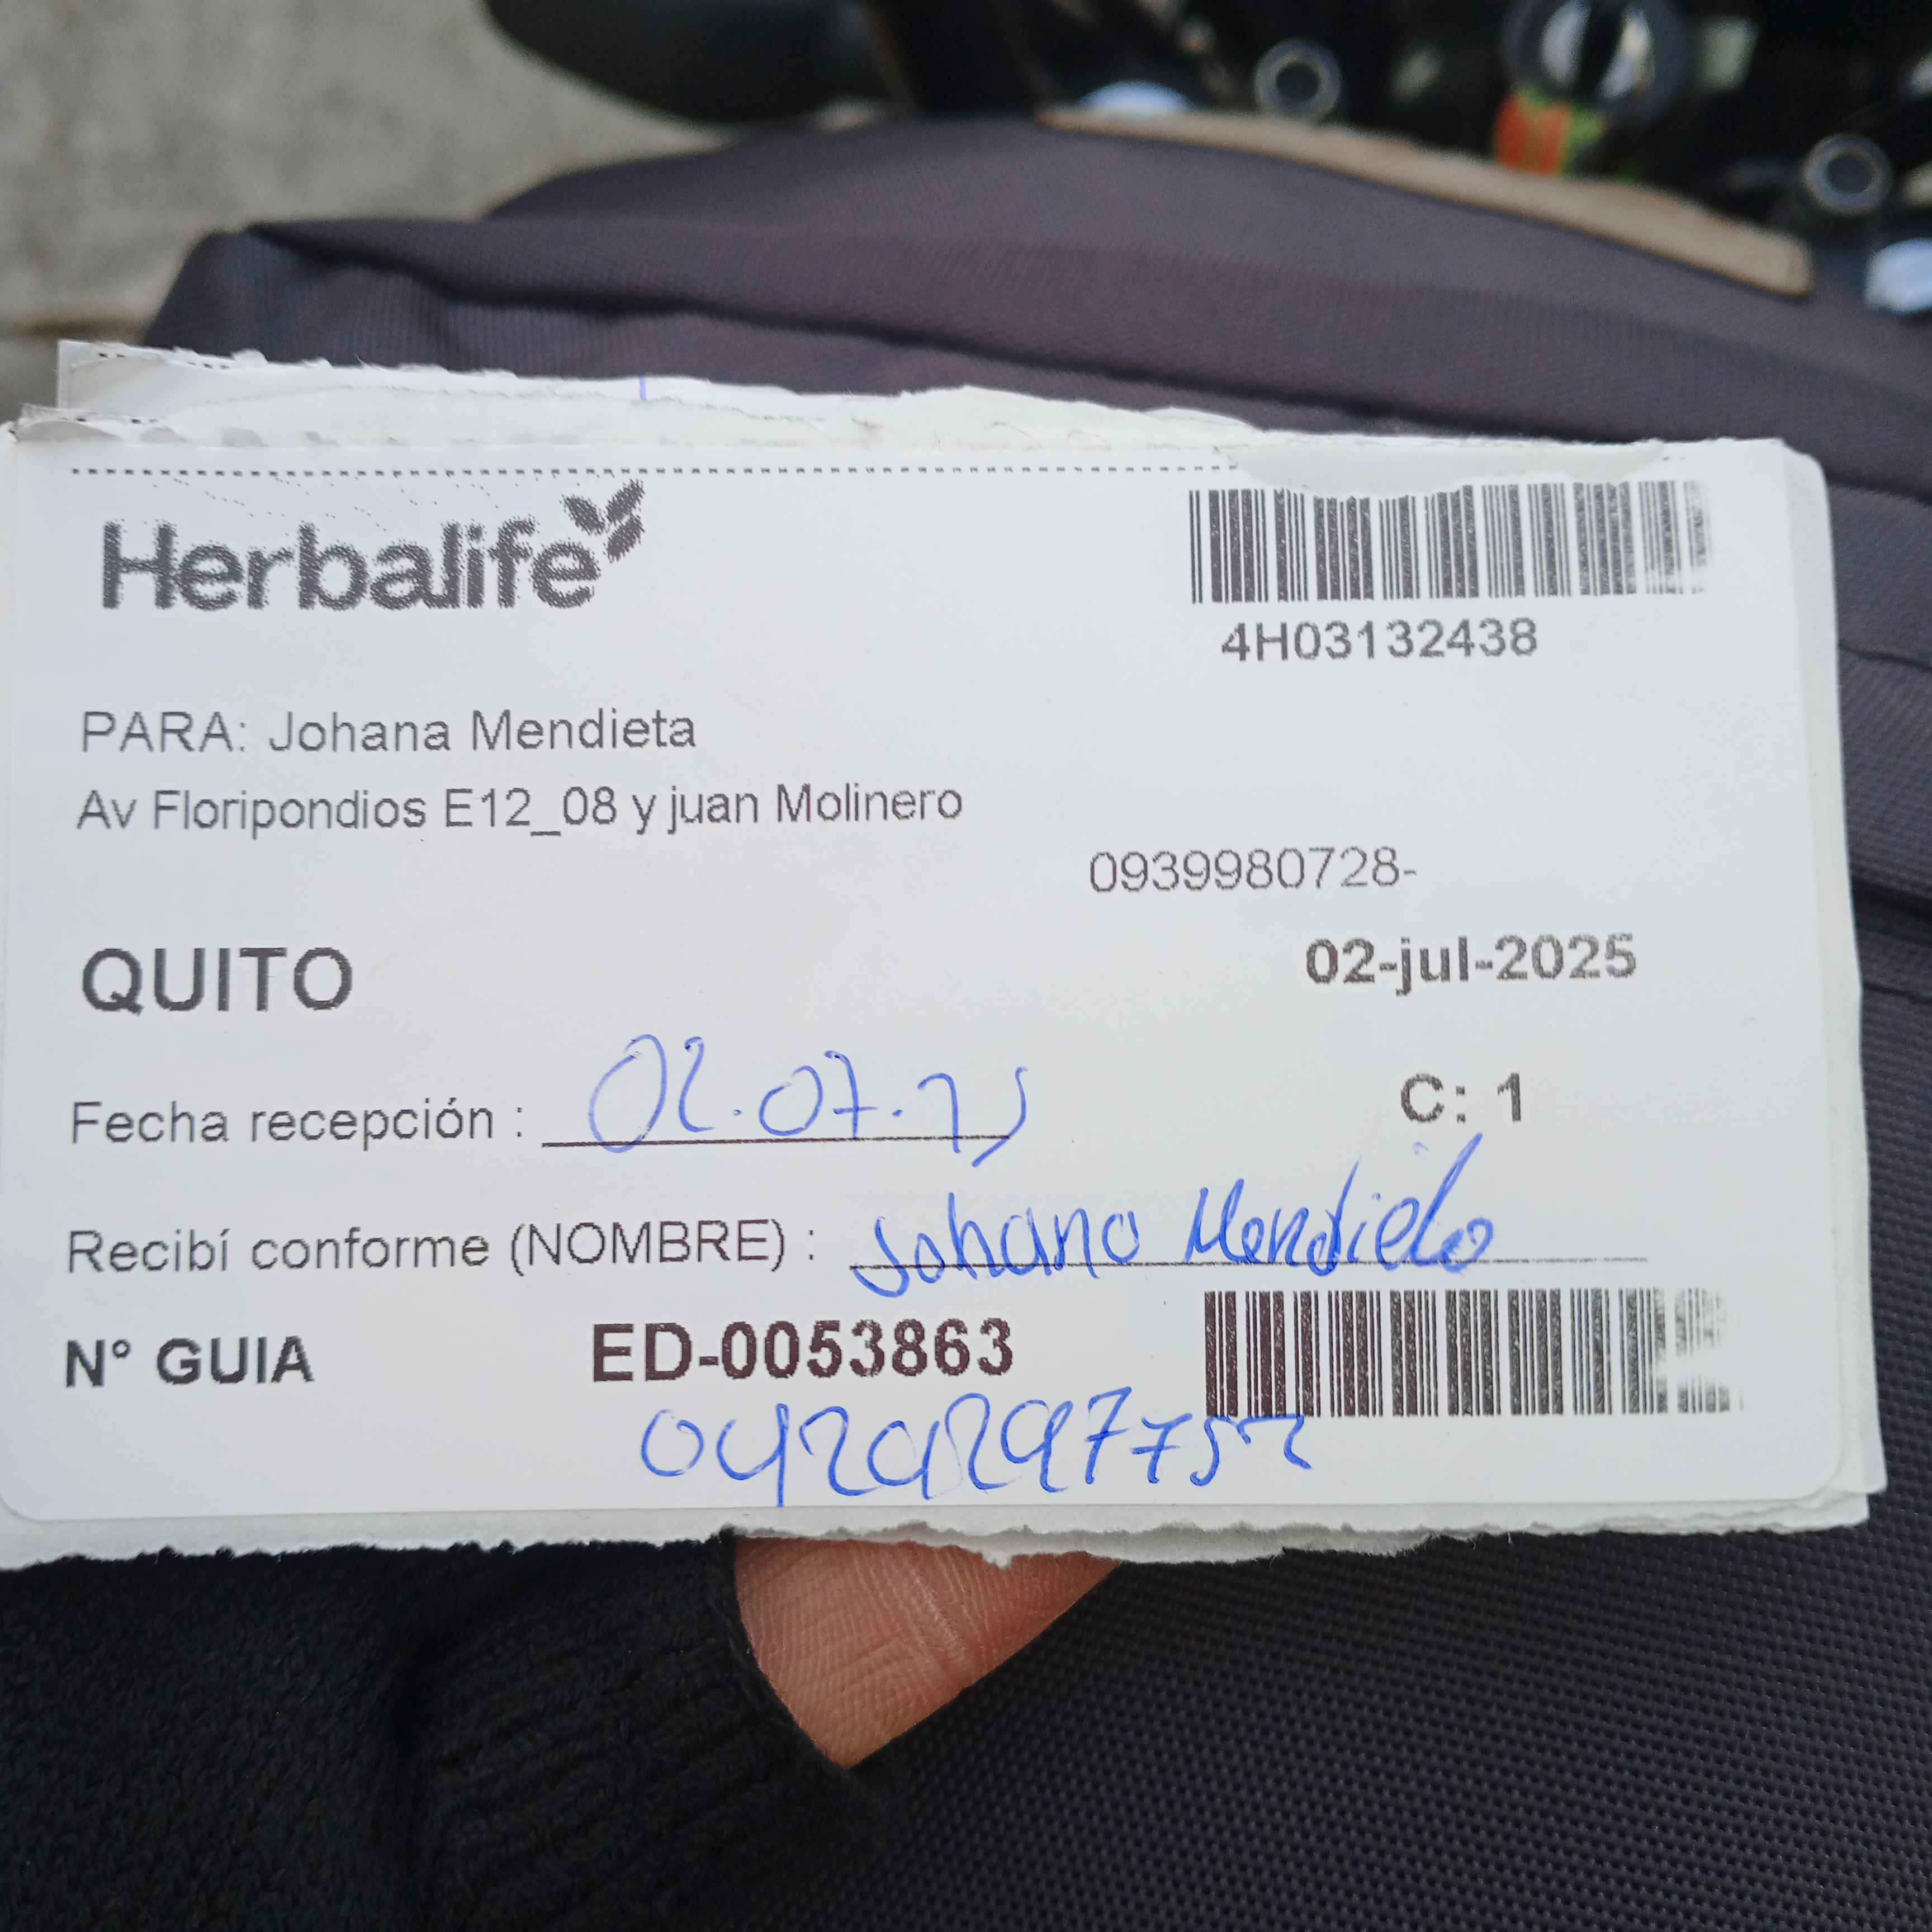 Herbalife
4H03132438
PARA: Johana Mendieta
Av Floripondios E12_08 y juan Molinero
0939980728-
QUITO
02-jul-2025
Fecha recepción : 02.07.25
C: 1
Recibí conforme (NOMBRE) : Johana Mendieta
N° GUIA ED-0053863